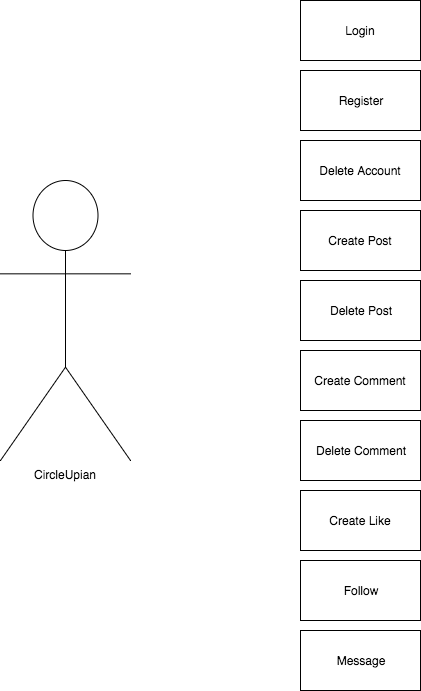 Login
Register
Delete Account
Create Post
Delete Post
Create Comment
Delete Comment
Create Like
Follow
Message
CircleUpian